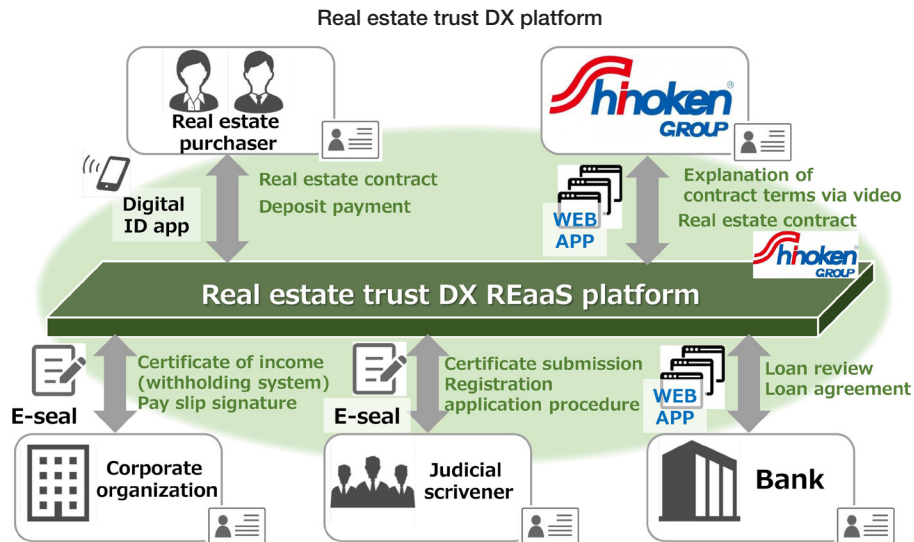 Real estate trust DX platform
Real estate
purchaser
Shinoken®
GROUP
Digital
ID app
Real estate contract
Deposit payment
WEB
APP
Explanation of
contract terms via video
Real estate contract
Shinoken®
GROUP
Real estate trust DX REaaS platform
E-seal
Certificate of income
(withholding system)
Pay slip signature
E-seal
Certificate submission
Registration
application procedure
WEB
APP
Loan review
Loan agreement
Corporate
organization
Judicial
scrivener
Bank